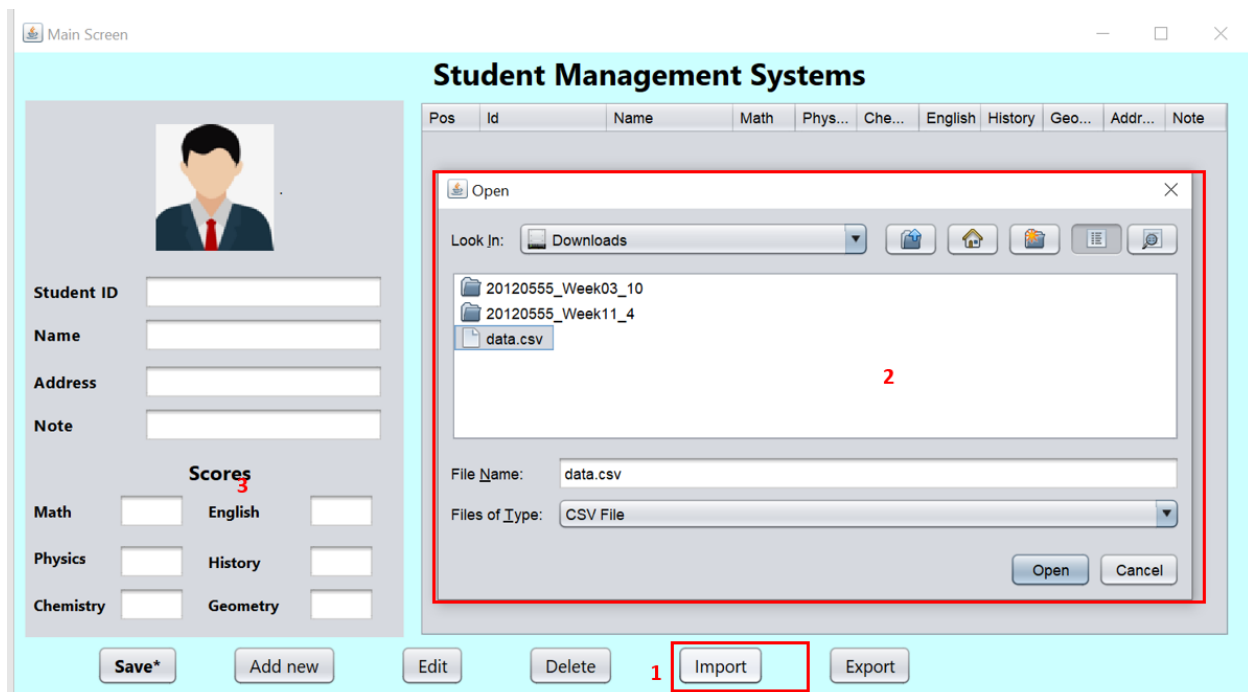 Main Screen
Student Management Systems
Pos Id Name Math Phys... Che... English History Geo... Addr... Note
.
Open
Look In: Downloads
20120555_Week03_10
20120555_Week11_4
data.csv
2
File Name: data.csv
Files of Type: CSV File
Open Cancel
Student ID
Name
Address
Note
Scores
3
Math English
Physics History
Chemistry Geometry
Save* Add new Edit Delete 1 Import Export